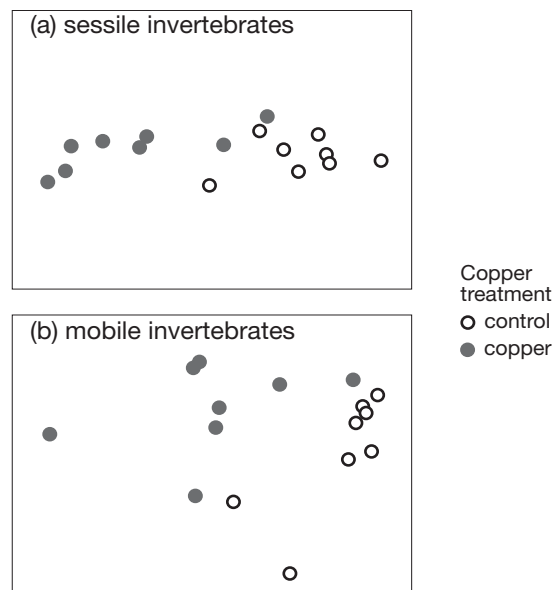 (a) sessile invertebrates
Copper
treatment
control
copper
(b) mobile invertebrates